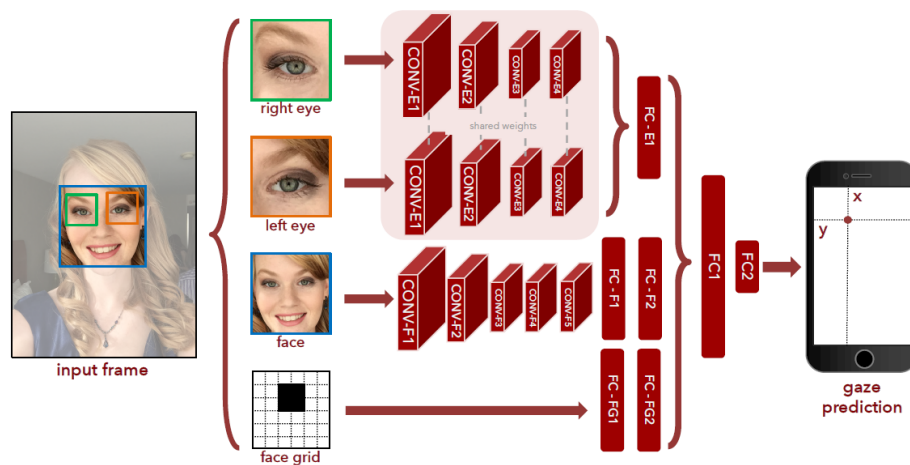 input frame
right eye
left eye
face
face grid
CONV-E1
CONV-E2
CONV-E3
CONV-E4
shared weights
CONV-E1
CONV-E2
CONV-E3
CONV-E4
FC - E1
CONV-F1
CONV-F2
CONV-F3
CONV-F4
CONV-F5
FC - F1
FC - F2
FC - FG1
FC - FG2
FC1
FC2
x
y
gaze
prediction